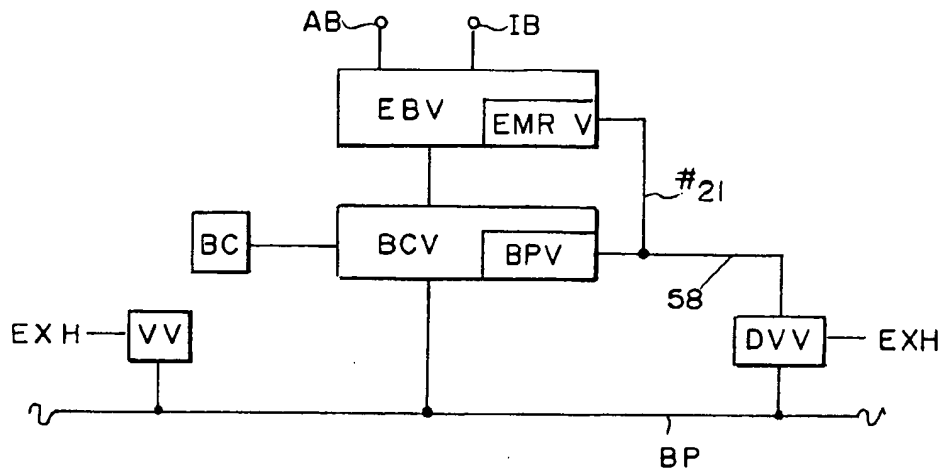 AB
IB
EBV
EMR V
#21
BC
BCV
BPV
58
EXH
VV
DVV
EXH
BP